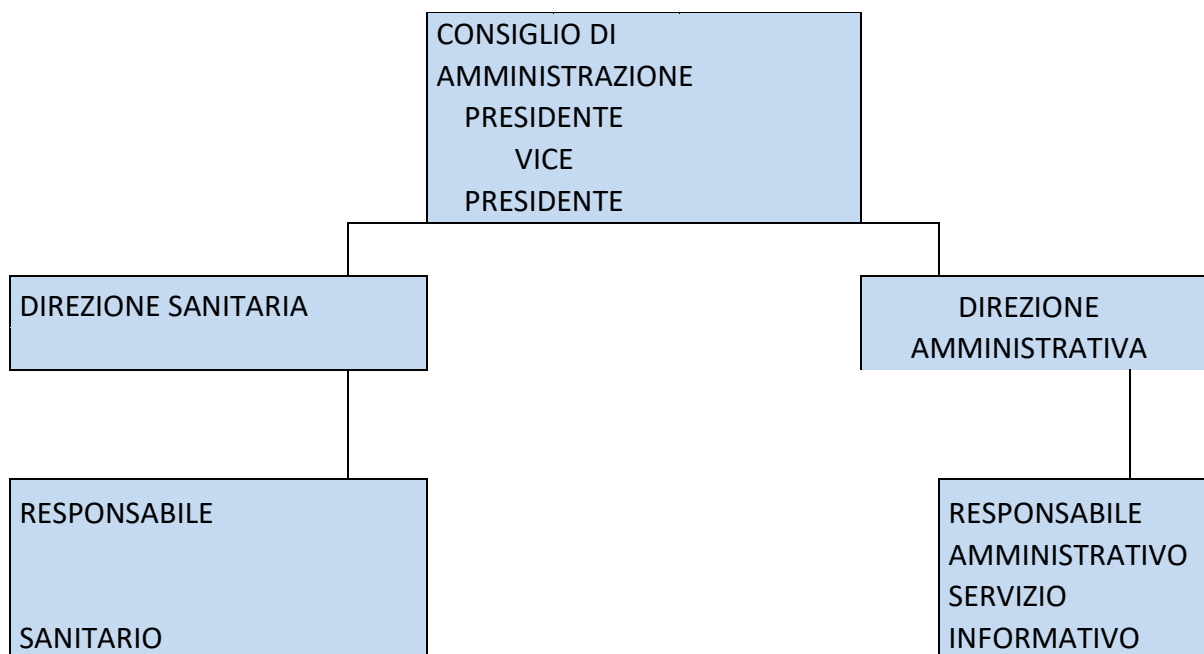 CONSIGLIO DI
AMMINISTRAZIONE
PRESIDENTE
VICE
PRESIDENTE
DIREZIONE SANITARIA
DIREZIONE
AMMINISTRATIVA
RESPONSABILE
SANITARIO
RESPONSABILE
AMMINISTRATIVO
SERVIZIO
INFORMATIVO